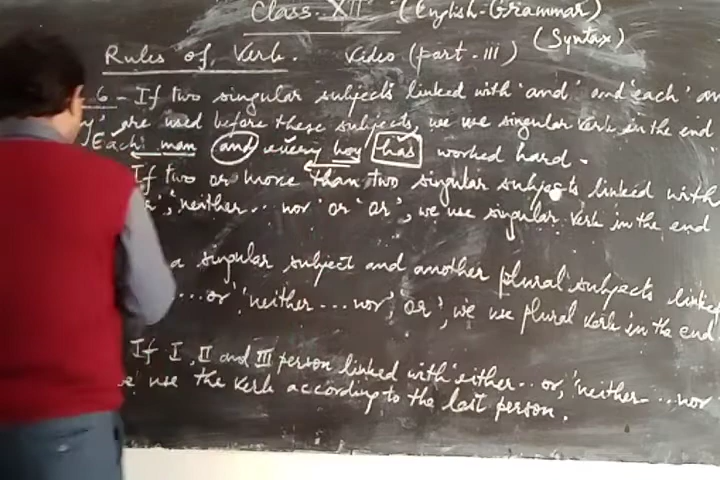 Class-XII (English-Grammar)
(Syntax)
Rules of Verb. Video (part-iii)
6 - If two singular subjects linked with 'and' and 'each' an
y' are used before these subjects, we use singular verb in the end
Each man and every boy has worked hard -
If two or more than two singular subjects linked with
r', 'neither... nor' or 'or', we use singular verb in the end
a singular subject and another plural subjects linked
...or' 'neither...nor', 'or', we use plural verb in the end
If I, II and III person linked with 'either.. or, 'neither...nor
use the verb according to the last person.